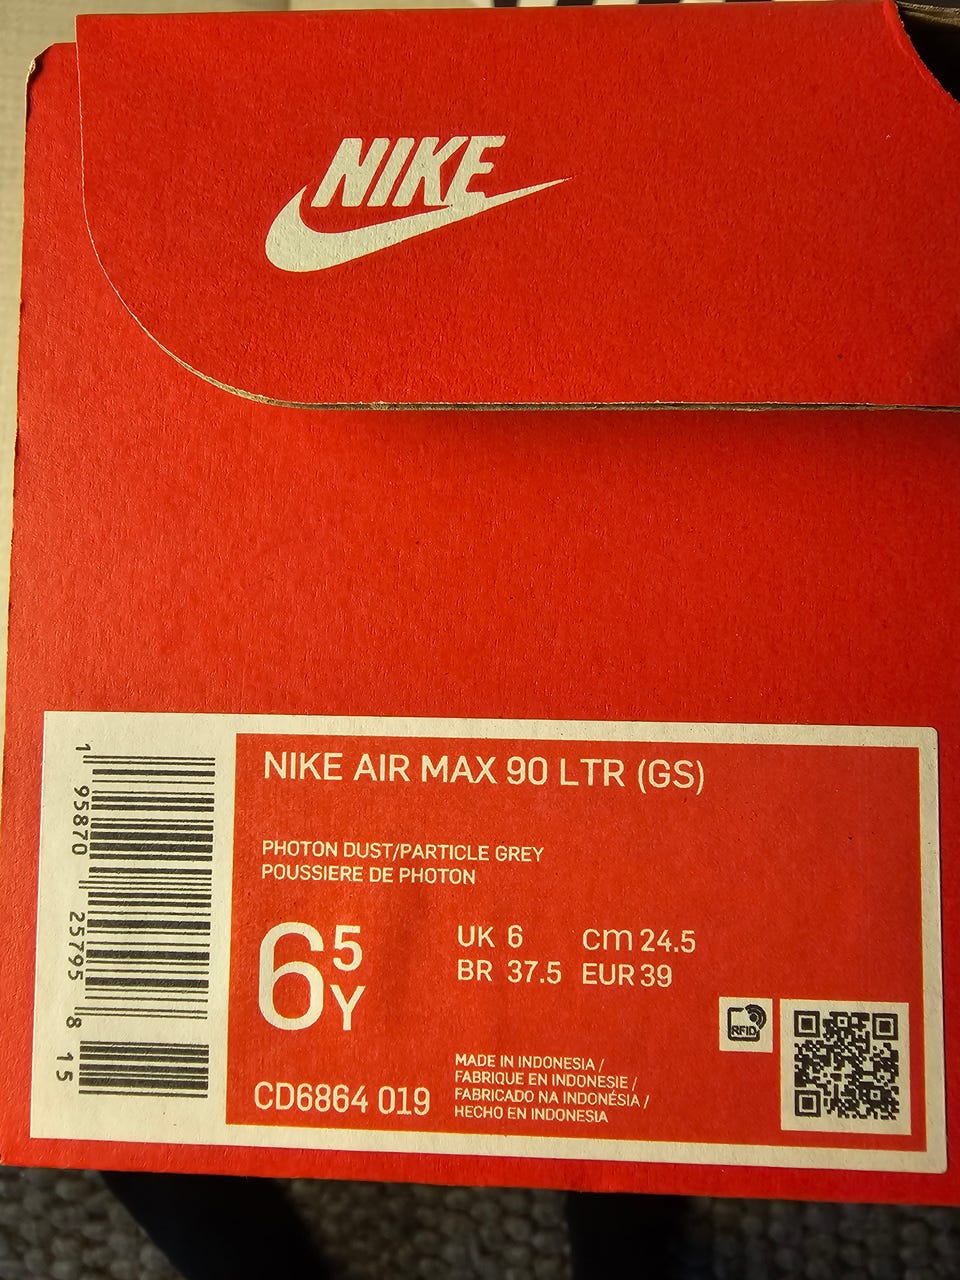 NIKE
NIKE AIR MAX 90 LTR (GS)
PHOTON DUST/PARTICLE GREY
POUSSIERE DE PHOTON
6 5 Y
UK 6 cm 24.5
BR 37.5 EUR 39
RFID
CD6864 019
MADE IN INDONESIA /
FABRIQUE EN INDONESIE /
FABRICADO NA INDONÉSIA /
HECHO EN INDONESIA
1 95870 25795 8 15